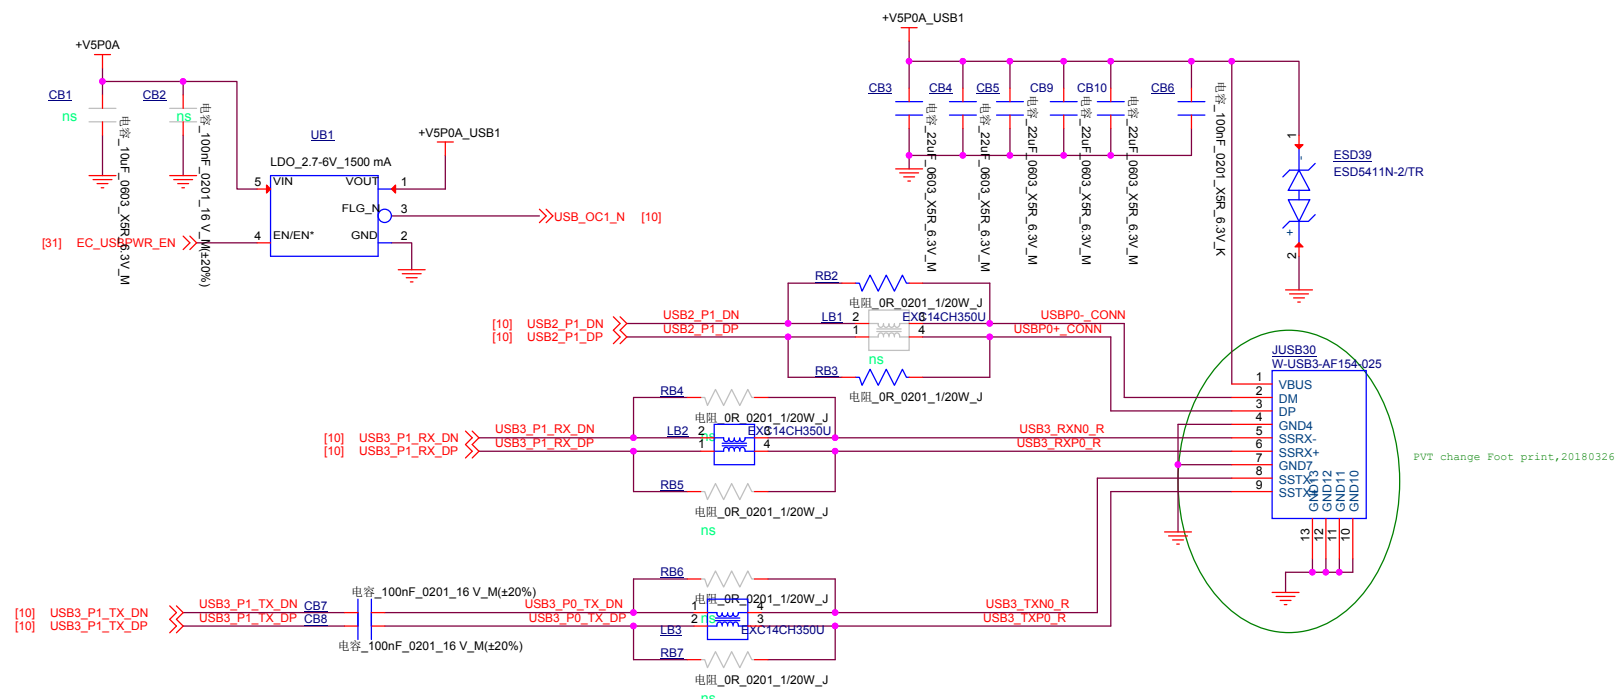 +V5P0A_USB1
+V5P0A
CB1
ns
CB2
ns
电容_10uF_0603_X5R_6.3V_M
电容_100nF_0201_16 V_M(±20%)
UB1
LDO_2.7-6V_1500 mA
5
VIN
VOUT
1
FLG_N
3
4
EN/EN*
GND
2
+V5P0A_USB1
USB_OC1_N [10]
[31] EC_USBPWR_EN
CB3
CB4
CB5
CB9
CB10
CB6
电容_22uF_0603_X5R_6.3V_M
电容_22uF_0603_X5R_6.3V_M
电容_22uF_0603_X5R_6.3V_M
电容_22uF_0603_X5R_6.3V_M
电容_22uF_0603_X5R_6.3V_M
电容_100nF_0201_X5R_6.3V_K
1
ESD39
ESD5411N-2/TR
2
RB2
电阻_0R_0201_1/20W_J
LB1
EXC14CH350U
2
3
1
4
ns
RB3
电阻_0R_0201_1/20W_J
[10] USB2_P1_DN
[10] USB2_P1_DP
USB2_P1_DN
USB2_P1_DP
USBP0-_CONN
USBP0+_CONN
RB4
电阻_0R_0201_1/20W_J
ns
LB2
EXC14CH350U
2
3
1
4
RB5
电阻_0R_0201_1/20W_J
ns
[10] USB3_P1_RX_DN
[10] USB3_P1_RX_DP
USB3_P1_RX_DN
USB3_P1_RX_DP
USB3_RXN0_R
USB3_RXP0_R
JUSB30
W-USB3-AF154-025
1 VBUS
2 DM
3 DP
4 GND4
5 SSRX-
6 SSRX+
7 GND7
8 SSTX-
9
GND13
GND12
GND11
GND10
13
12
11
10
PVT change Foot print,20180326
RB6
电阻_0R_0201_1/20W_J
ns
1
4
2
3
LB3
EXC14CH350U
RB7
电阻_0R_0201_1/20W_J
ns
[10] USB3_P1_TX_DN
[10] USB3_P1_TX_DP
USB3_P1_TX_DN
USB3_P1_TX_DP
CB7
CB8
电容_100nF_0201_16 V_M(±20%)
电容_100nF_0201_16 V_M(±20%)
USB3_P0_TX_DN
USB3_P0_TX_DP
USB3_TXN0_R
USB3_TXP0_R